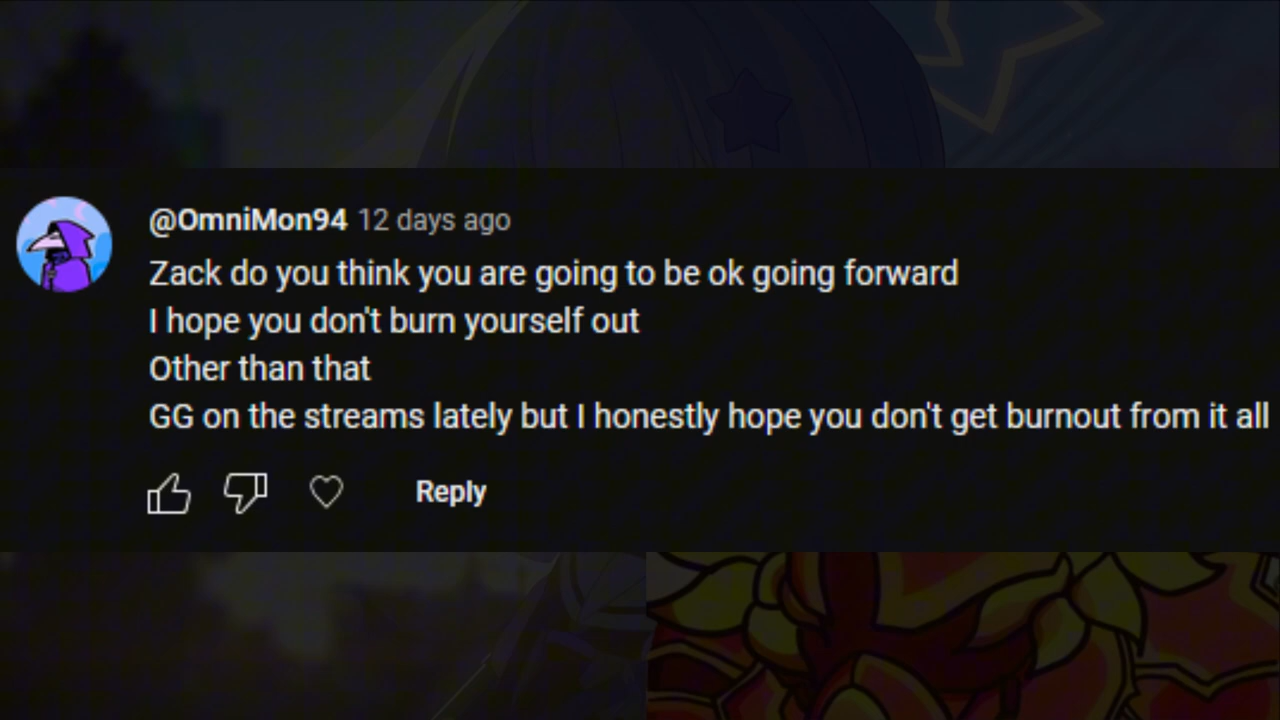 @OmniMon94 12 days ago
Zack do you think you are going to be ok going forward
I hope you don't burn yourself out
Other than that
GG on the streams lately but I honestly hope you don't get burnout from it all
Reply